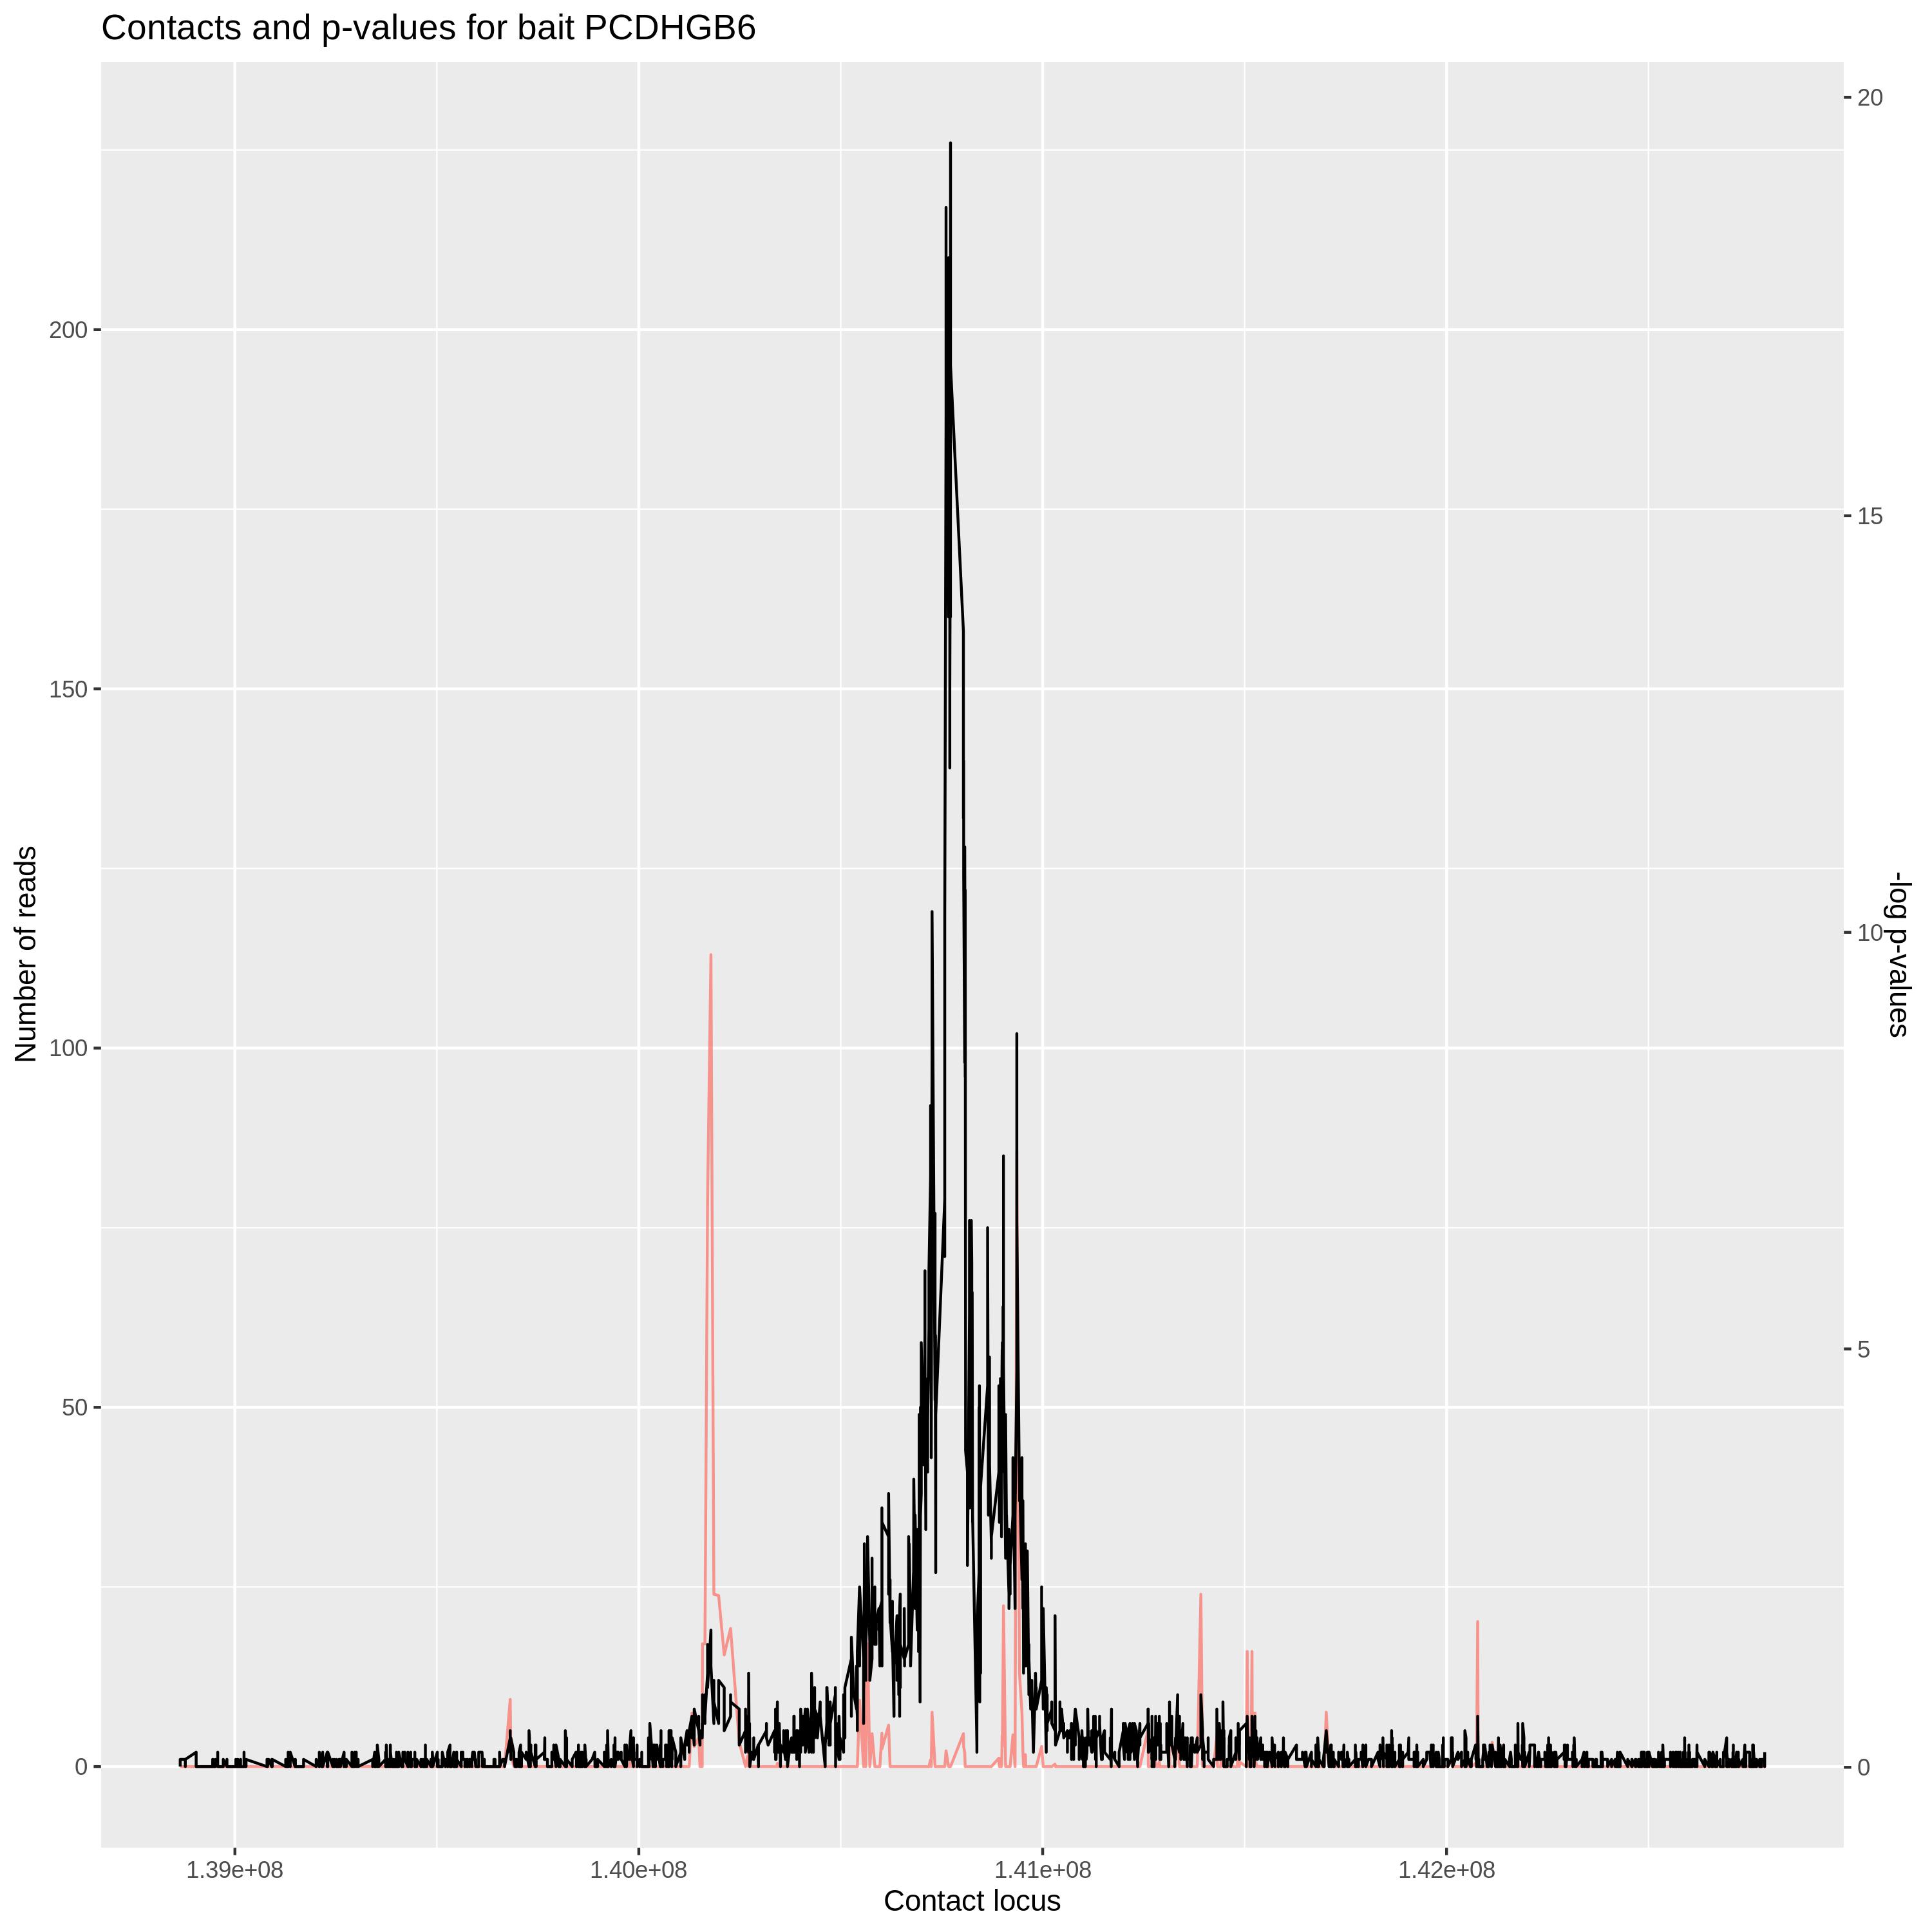 Contacts and p-values for bait PCDHGB6
Number of reads
200
150
100
50
0
20
15
10
5
0
-log p-values
1.39e+08
1.40e+08
1.41e+08
1.42e+08
Contact locus